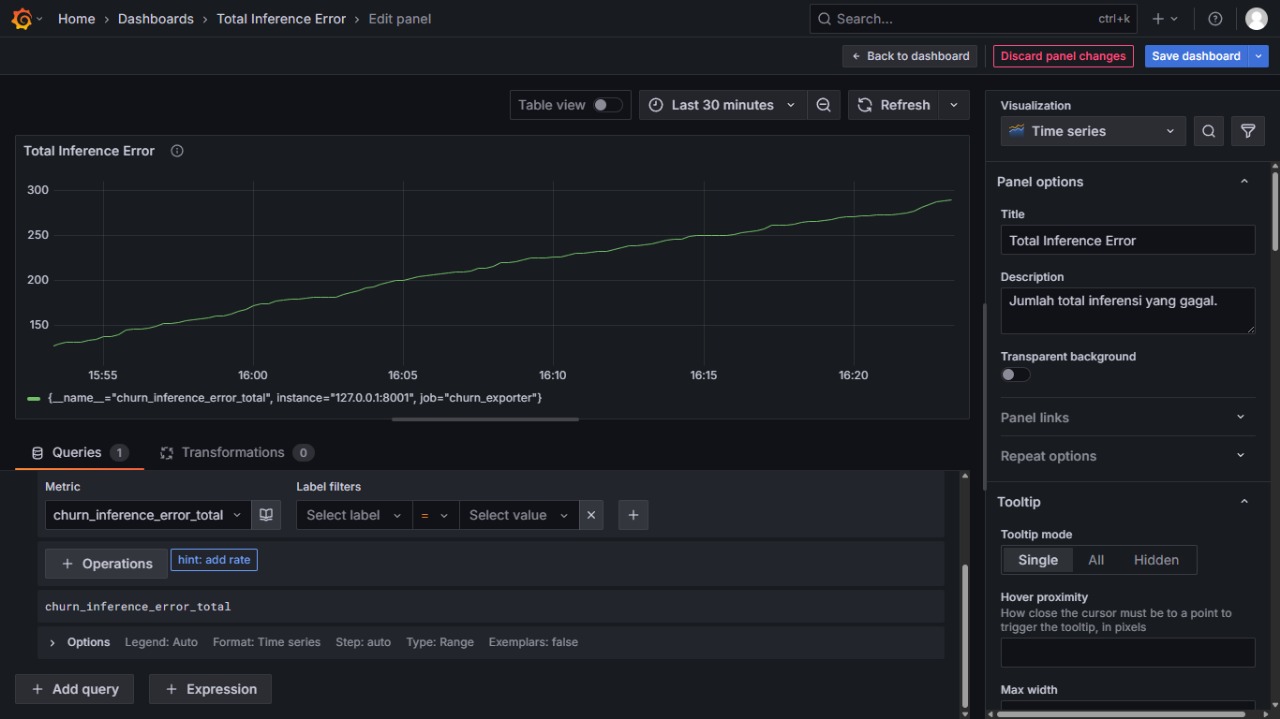 Home › Dashboards › Total Inference Error › Edit panel
Search... ctrl+k
Back to dashboard Discard panel changes Save dashboard
Table view Last 30 minutes Refresh
Total Inference Error
300
250
200
150
15:55 16:00 16:05 16:10 16:15 16:20
{__name__="churn_inference_error_total", instance="127.0.0.1:8001", job="churn_exporter"}
Queries 1 Transformations 0
Metric Label filters
churn_inference_error_total Select label = Select value
+ Operations hint: add rate
churn_inference_error_total
Options Legend: Auto Format: Time series Step: auto Type: Range Exemplars: false
+ Add query + Expression
Visualization
Time series
Panel options
Title
Total Inference Error
Description
Jumlah total inferensi yang gagal.
Transparent background
Panel links
Repeat options
Tooltip
Tooltip mode
Single All Hidden
Hover proximity
How close the cursor must be to a point to
trigger the tooltip, in pixels
Max width